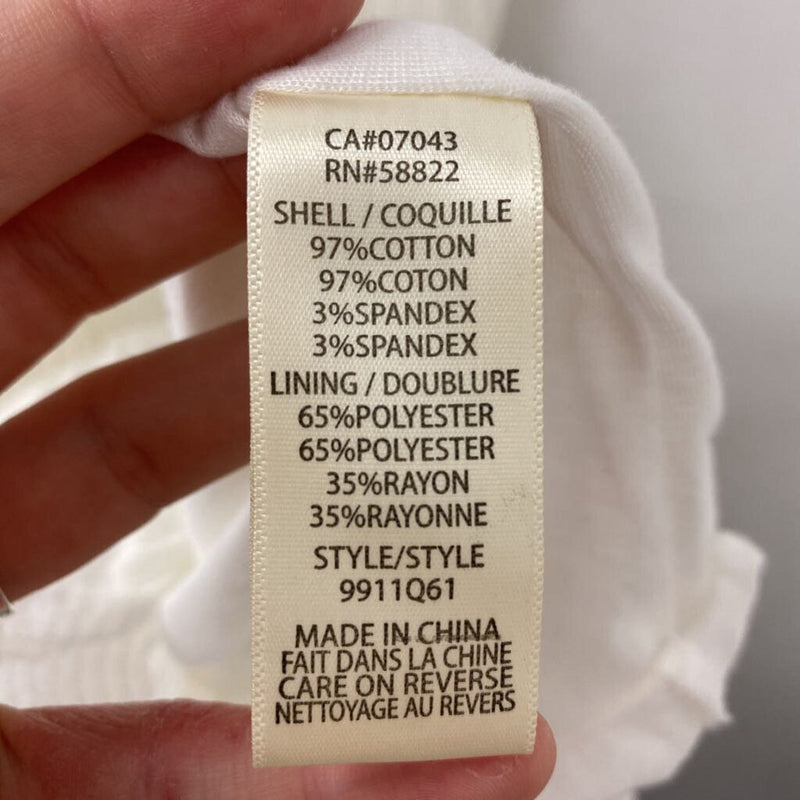 CA#07043
RN#58822
SHELL / COQUILLE
97%COTTON
97%COTON
3%SPANDEX
3%SPANDEX
LINING / DOUBLURE
65%POLYESTER
65%POLYESTER
35%RAYON
35%RAYONNE
STYLE/STYLE
9911Q61
MADE IN CHINA
FAIT DANS LA CHINE
CARE ON REVERSE
NETTOYAGE AU REVERS